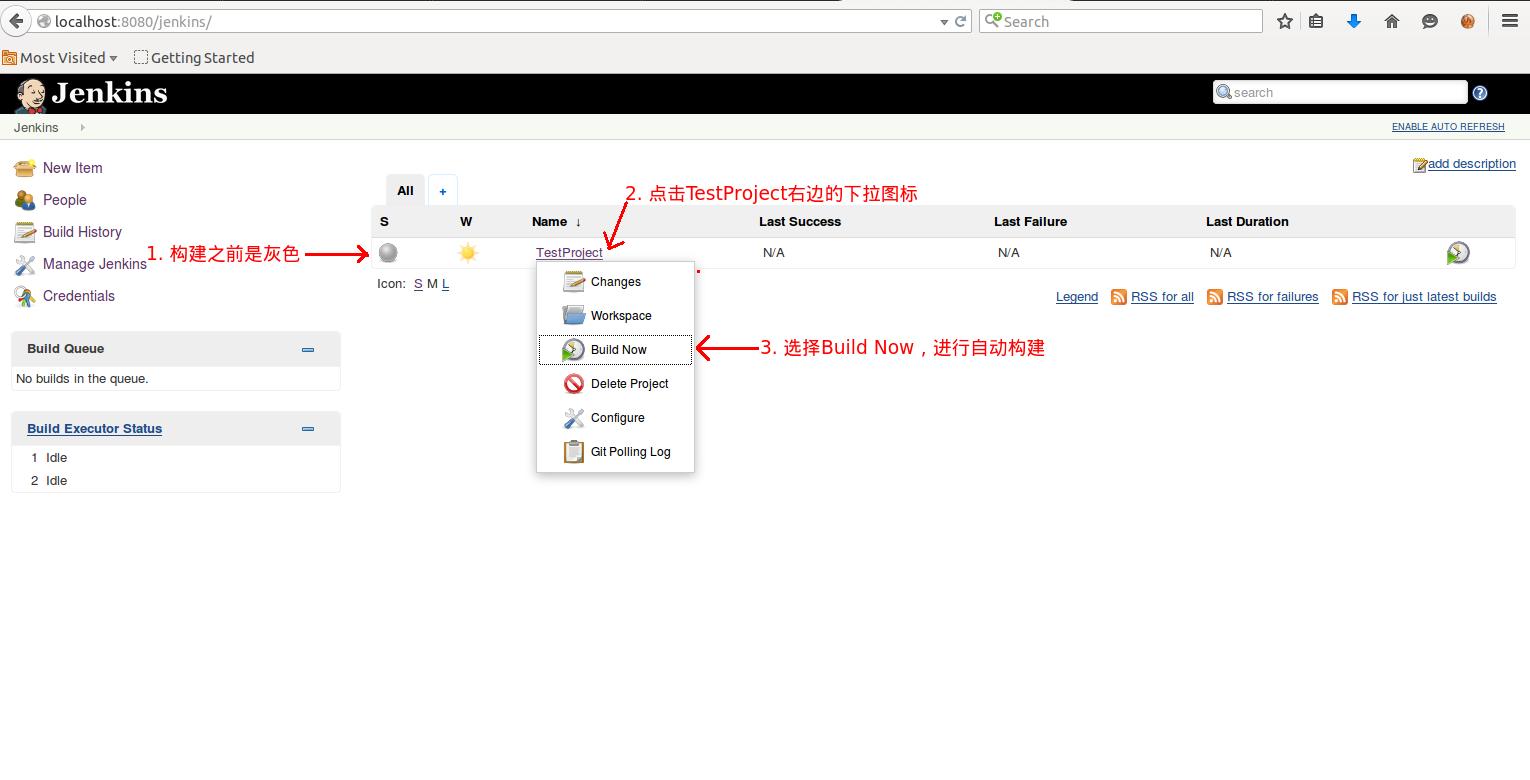 localhost:8080/jenkins/
Search
Most Visited
Getting Started
Jenkins
search
Jenkins
ENABLE AUTO REFRESH
New Item
People
Build History
Manage Jenkins
Credentials
add description
All
+
2. 点击TestProject右边的下拉图标
S W Name ↓ Last Success Last Failure Last Duration
1. 构建之前是灰色
TestProject N/A N/A N/A
Icon: S M L
Legend RSS for all RSS for failures RSS for just latest builds
Changes
Workspace
Build Now
3. 选择Build Now，进行自动构建
Delete Project
Configure
Git Polling Log
Build Queue
No builds in the queue.
Build Executor Status
1 Idle
2 Idle